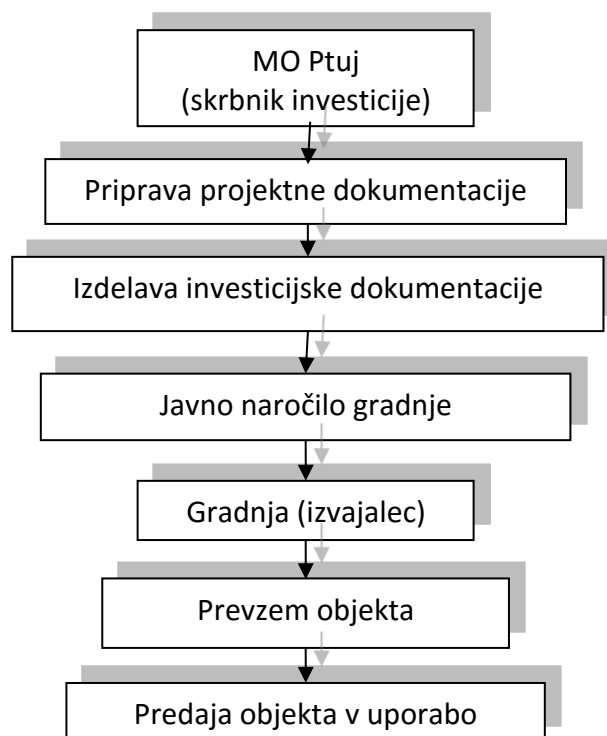 MO Ptuj
(skrbnik investicije)
Priprava projektne dokumentacije
Izdelava investicijske dokumentacije
Javno naročilo gradnje
Gradnja (izvajalec)
Prevzem objekta
Predaja objekta v uporabo